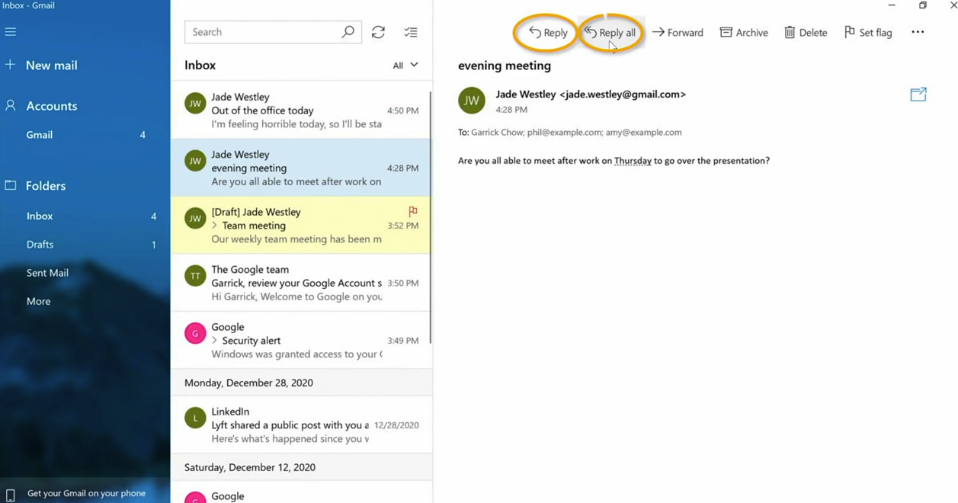 Inbox - Gmail
New mail
Accounts
Gmail 4
Folders
Inbox 4
Drafts 1
Sent Mail
More
Get your Gmail on your phone
Search
Inbox
All
JW
Jade Westley
Out of the office today 4:50 PM
I'm feeling horrible today, so I'll be sta
JW
Jade Westley
evening meeting 4:28 PM
Are you all able to meet after work on
JW
[Draft] Jade Westley
> Team meeting 3:52 PM
Our weekly team meeting has been m
TT
The Google team
Garrick, review your Google Account s 3:50 PM
Hi Garrick, Welcome to Google on you
G
Google
> Security alert 3:49 PM
Windows was granted access to your
Monday, December 28, 2020
L
LinkedIn
Lyft shared a public post with you a 12/28/2020
Here's what's happened since you
Saturday, December 12, 2020
G
Google
Reply Reply all Forward Archive Delete Set flag ...
evening meeting
JW
Jade Westley <jade.westley@gmail.com>
4:28 PM
To: Garrick Chow; phil@example.com; amy@example.com
Are you all able to meet after work on Thursday to go over the presentation?